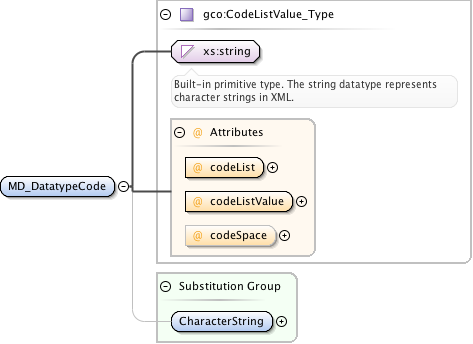 gco:CodeListValue_Type
xs:string
Built-in primitive type. The string datatype represents
character strings in XML.
@ Attributes
@ codeList
MD_DatatypeCode
@ codeListValue
@ codeSpace
Substitution Group
CharacterString